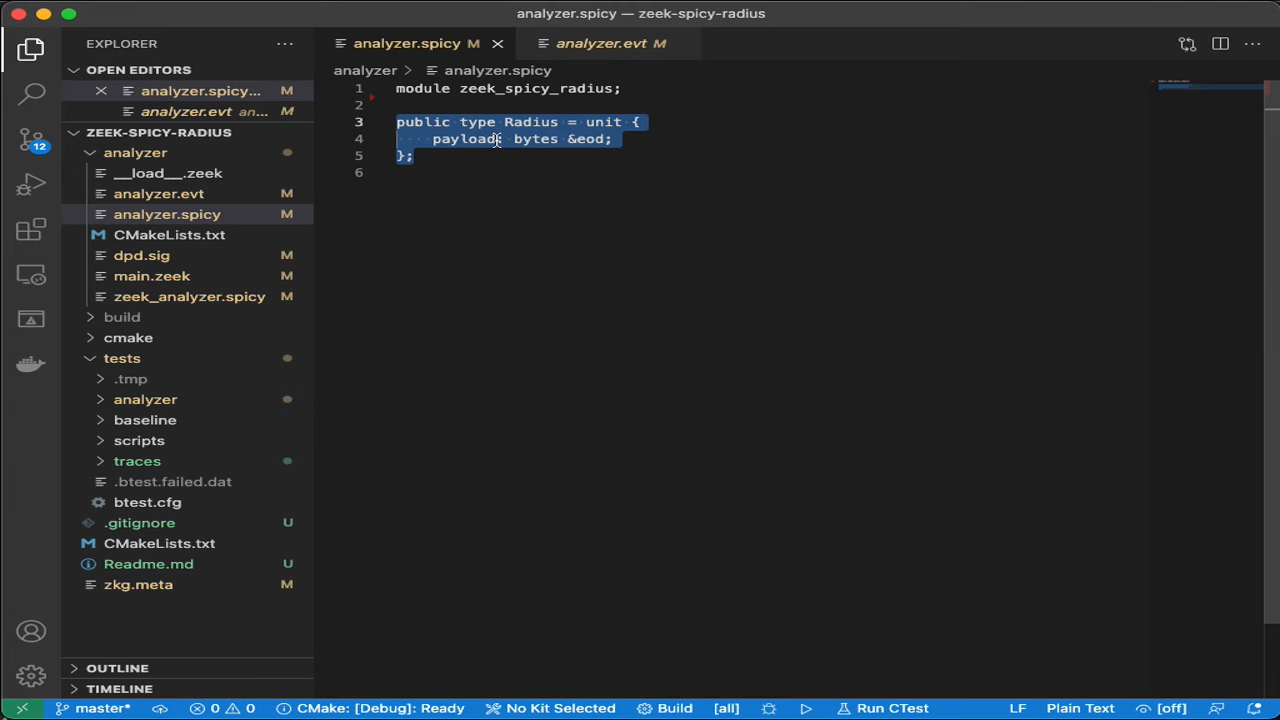 analyzer.spicy — zeek-spicy-radius
EXPLORER
OPEN EDITORS
analyzer.spicy... M
analyzer.evt an... M
ZEEK-SPICY-RADIUS
analyzer
__load__.zeek
analyzer.evt M
analyzer.spicy M
CMakeLists.txt
dpd.sig M
main.zeek M
zeek_analyzer.spicy M
build
cmake
tests
.tmp
analyzer
baseline
scripts
traces
.btest.failed.dat
btest.cfg
.gitignore U
CMakeLists.txt
Readme.md U
zkg.meta M
OUTLINE
TIMELINE
12
analyzer.spicy M
analyzer.evt M
analyzer > analyzer.spicy
1 module zeek_spicy_radius;
2
3 public type Radius = unit {
4 payload: bytes &eod;
5 };
6
master* 0 0 CMake: [Debug]: Ready No Kit Selected Build [all] Run CTest LF Plain Text [off]